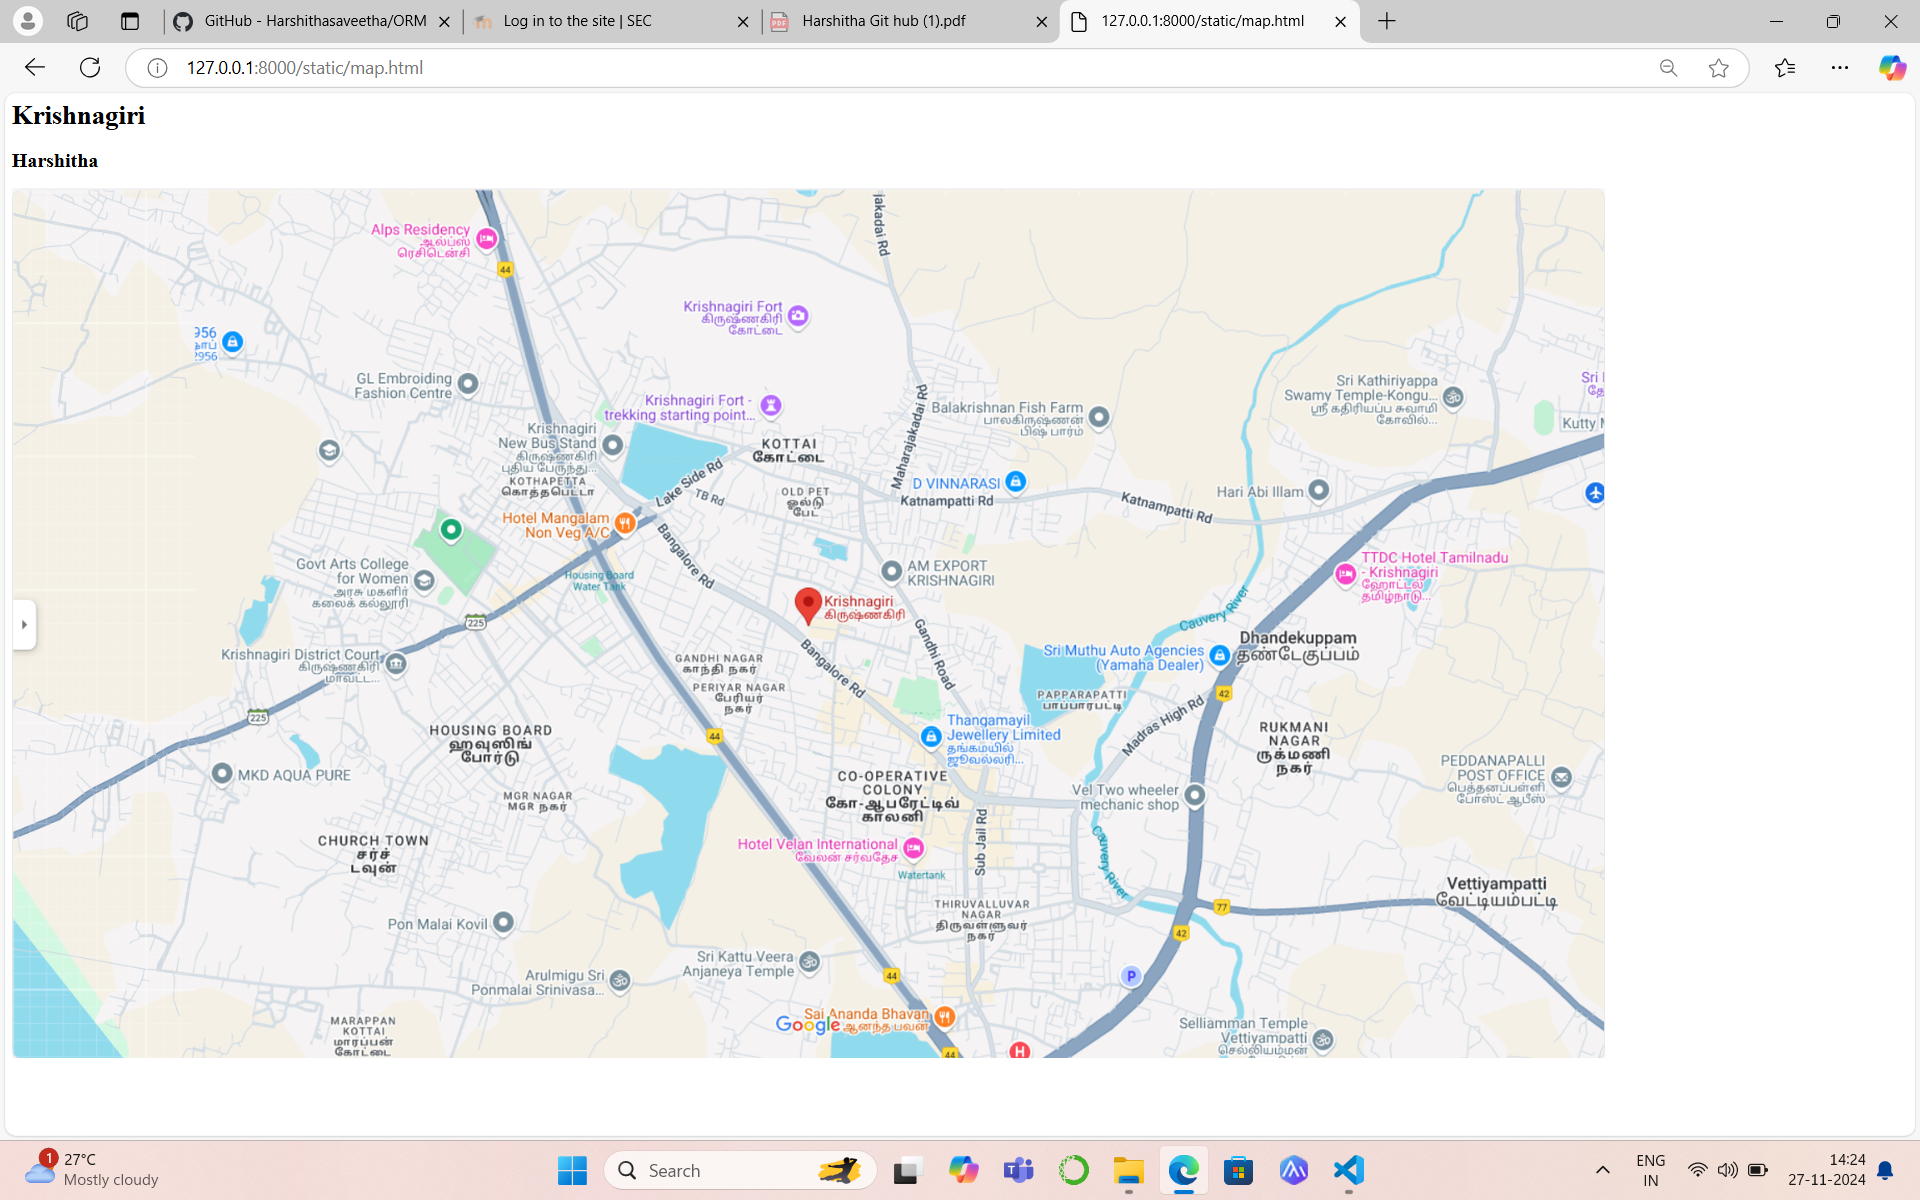 GitHub - Harshithasaveetha/ORM
Log in to the site | SEC
Harshitha Git hub (1).pdf
127.0.0.1:8000/static/map.html
127.0.0.1:8000/static/map.html
Krishnagiri
Harshitha
jakadai Rd
Alps Residency
ஆல்ப்ஸ்
ரெசிடென்சி
44
Krishnagiri Fort
கிருஷ்ணகிரி
கோட்டை
956
நாப்
2956
GL Embroiding
Fashion Centre
Krishnagiri Fort -
trekking starting point...
Maharajakadai Rd
Balakrishnan Fish Farm
பாலகிருஷ்ணன்
பிஷ் பார்ம்
Sri Kathiriyappa
Swamy Temple-Kongu...
ஸ்ரீ கதிரியப்ப சுவாமி
கோவில்...
Kutty
Krishnagiri
New Bus Stand
கிருஷ்ணகிரி
புதிய பேருந்து...
KOTHAPETTA
கொத்தபெட்டா
KOTTAI
கோட்டை
Lake Side Rd
TB Rd
OLD PET
ஓல்டு
பேட்
D VINNARASI
Katnampatti Rd
Katnampatti Rd
Hari Abi Illam
Hotel Mangalam
Non Veg A/C
Bangalore Rd
Govt Arts College
for Women
அரசு மகளிர்
கலைக் கல்லூரி
Housing Board
Water Tank
AM EXPORT
KRISHNAGIRI
TTDC Hotel Tamilnadu
- Krishnagiri
ஹோட்டல்
தமிழ்நாடு...
225
Krishnagiri
கிருஷ்ணகிரி
Gandhi Road
Cauvery River
Krishnagiri District Court
கிருஷ்ணகிரி
மாவட்ட...
GANDHI NAGAR
காந்தி நகர்
PERIYAR NAGAR
பேரியர்
நகர்
Bangalore Rd
Sri Muthu Auto Agencies
(Yamaha Dealer)
Dhandekuppam
தண்டேகுப்பம்
PAPPARAPATTI
பாப்பாரபட்டி
42
225
Madras High Rd
HOUSING BOARD
ஹவுஸிங்
போர்டு
44
Thangamayil
Jewellery Limited
தங்கமயில்
ஜூவல்லரி...
RUKMANI
NAGAR
ருக்மணி
நகர்
MKD AQUA PURE
MGR NAGAR
MGR நகர்
CO-OPERATIVE
COLONY
கோ-ஆபரேட்டிவ்
காலனி
Vel Two wheeler
mechanic shop
PEDDANAPALLI
POST OFFICE
பெத்தனப்பள்ளி
போஸ்ட் ஆபீஸ்
CHURCH TOWN
சர்ச்
டவுன்
Hotel Velan International
வேலன் சர்வதேச
Watertank
Sub Jail Rd
Cauvery River
Vettiyampatti
வேட்டியம்பட்டி
77
Pon Malai Kovil
THIRUVALLUVAR
NAGAR
திருவள்ளுவர்
நகர்
42
Sri Kattu Veera
Anjaneya Temple
Arulmigu Sri
Ponmalai Srinivasa...
44
P
MARAPPAN
KOTTAI
மாரப்பன்
கோட்டை
Sai Ananda Bhavan
ஆனந்த பவன்
Google
Selliamman Temple
Vettiyampatti
செல்லியம்மன்
H
44
1
27°C
Mostly cloudy
Search
ENG
IN
14:24
27-11-2024